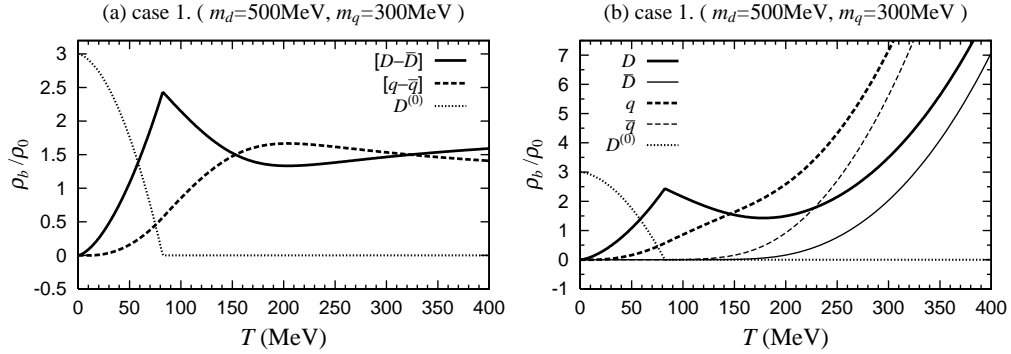 (a) case 1. ( m_d=500MeV, m_q=300MeV )
3
2.5
2
1.5
1
0.5
0
-0.5
ρ_b/ρ_0
[D−D̅]
[q−q̅]
D^(0)
0 50 100 150 200 250 300 350 400
T (MeV)
(b) case 1. ( m_d=500MeV, m_q=300MeV )
7
6
5
4
3
2
1
0
-1
ρ_b/ρ_0
D
D̅
q
q̅
D^(0)
0 50 100 150 200 250 300 350 400
T (MeV)